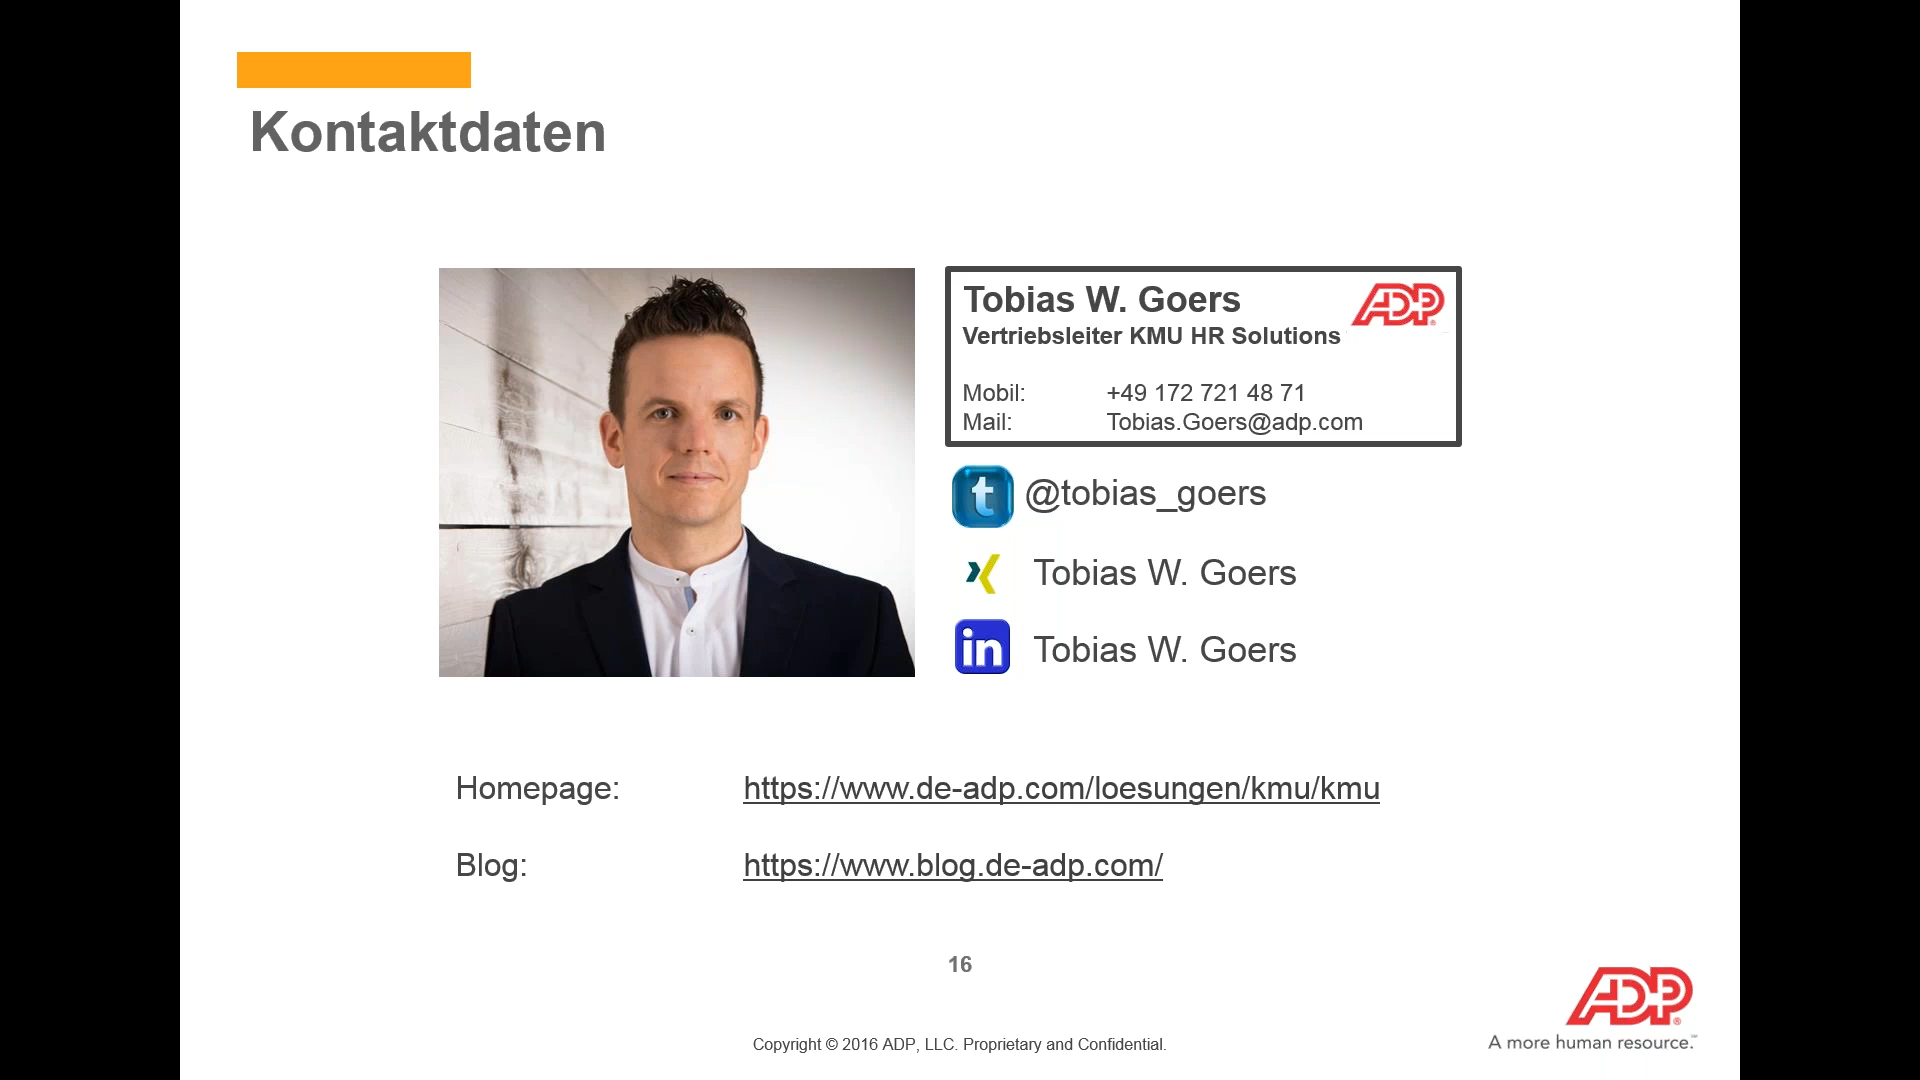 Kontaktdaten
Tobias W. Goers
ADP
Vertriebsleiter KMU HR Solutions
Mobil: +49 172 721 48 71
Mail: Tobias.Goers@adp.com
t @tobias_goers
Tobias W. Goers
in Tobias W. Goers
Homepage: https://www.de-adp.com/loesungen/kmu/kmu
Blog: https://www.blog.de-adp.com/
16
ADP®
A more human resource.™
Copyright © 2016 ADP, LLC. Proprietary and Confidential.